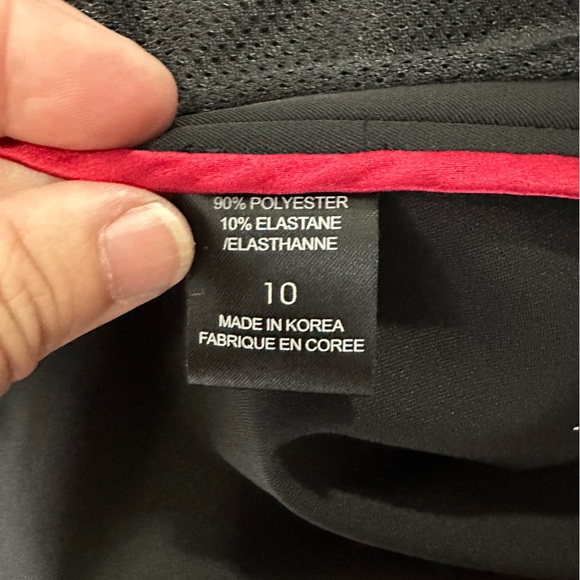 90% POLYESTER
10% ELASTANE
/ELASTHANNE
10
MADE IN KOREA
FABRIQUE EN COREE